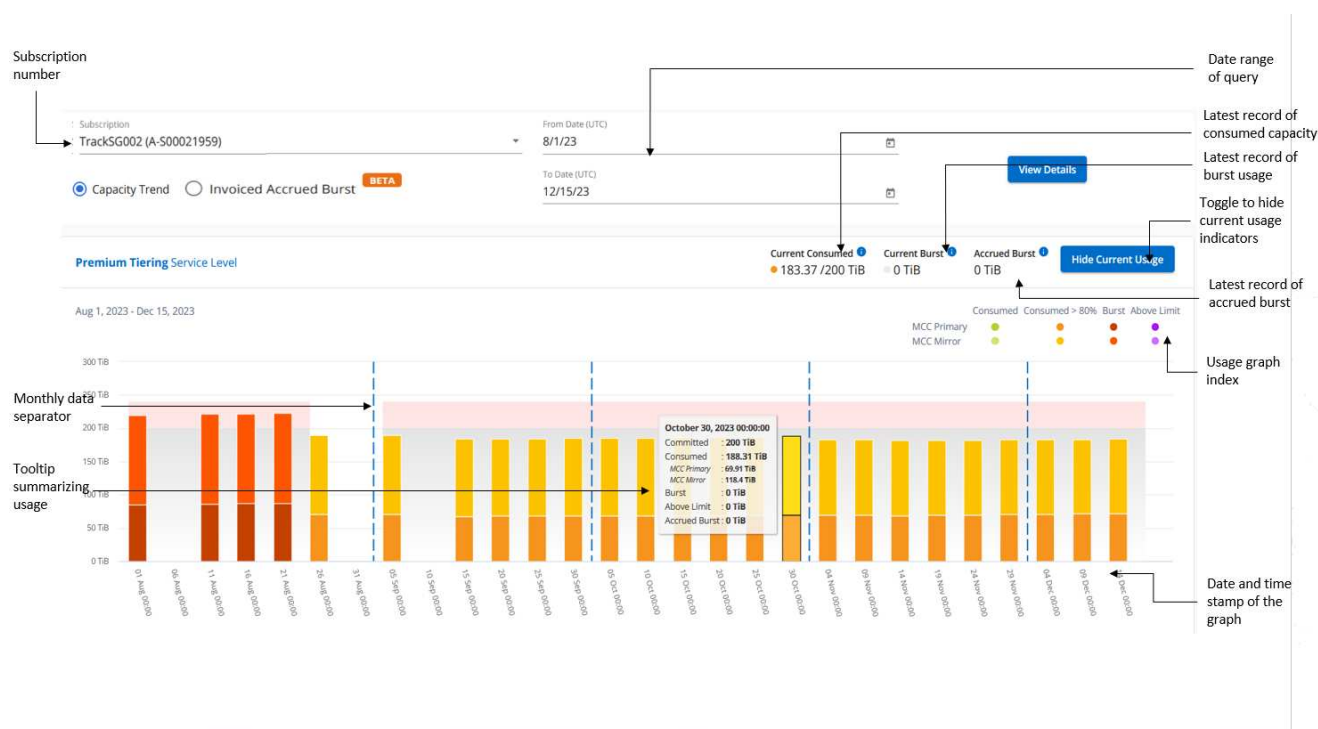 Subscription
number
Date range
of query
Latest record of
consumed capacity
Latest record of
burst usage
Toggle to hide
current usage
indicators
Latest record of
accrued burst
Usage graph
index
Subscription
TrackSG002 (A-S00021959)
From Date (UTC)
8/1/23
Capacity Trend
Invoiced Accrued Burst
BETA
To Date (UTC)
12/15/23
View Details
Premium Tiering Service Level
Current Consumed
183.37 /200 TiB
Current Burst
0 TiB
Accrued Burst
0 TiB
Hide Current Usage
Aug 1, 2023 - Dec 15, 2023
Consumed Consumed > 80% Burst Above Limit
MCC Primary
MCC Mirror
Monthly data
separator
Tooltip
summarizing
usage
300 TiB
250 TiB
200 TiB
150 TiB
100 TiB
50 TiB
0 TiB
October 30, 2023 00:00:00
Committed : 200 TiB
Consumed : 188.31 TiB
MCC Primary : 69.91 TiB
MCC Mirror : 118.4 TiB
Burst : 0 TiB
Above Limit : 0 TiB
Accrued Burst : 0 TiB
01 Aug 00:00
06 Aug 00:00
11 Aug 00:00
16 Aug 00:00
21 Aug 00:00
26 Aug 00:00
31 Aug 00:00
05 Sep 00:00
10 Sep 00:00
15 Sep 00:00
20 Sep 00:00
25 Sep 00:00
30 Sep 00:00
05 Oct 00:00
10 Oct 00:00
15 Oct 00:00
20 Oct 00:00
25 Oct 00:00
30 Oct 00:00
04 Nov 00:00
09 Nov 00:00
14 Nov 00:00
19 Nov 00:00
24 Nov 00:00
29 Nov 00:00
04 Dec 00:00
09 Dec 00:00
Dec 00:00
Date and time
stamp of the
graph